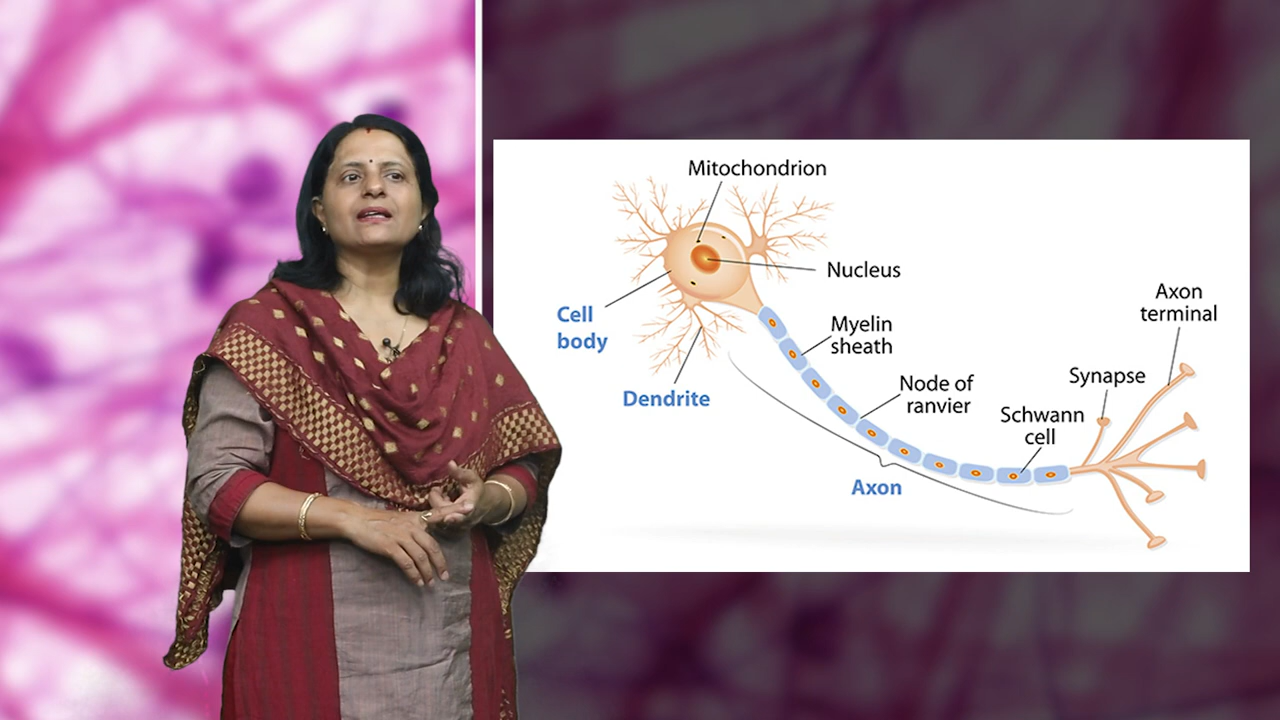 Mitochondrion
Nucleus
Cell
body
Dendrite
Myelin
sheath
Node of
ranvier
Schwann
cell
Axon
Synapse
Axon
terminal